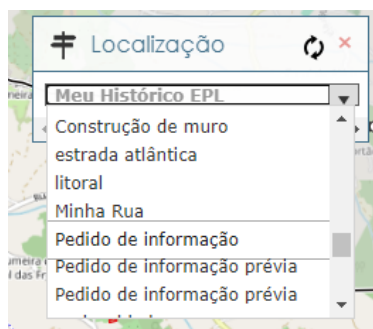 Localização
Meu Histórico EPL
Construção de muro
estrada atlântica
litoral
Minha Rua
Pedido de informação
Pedido de informação prévia
Pedido de informação prévia